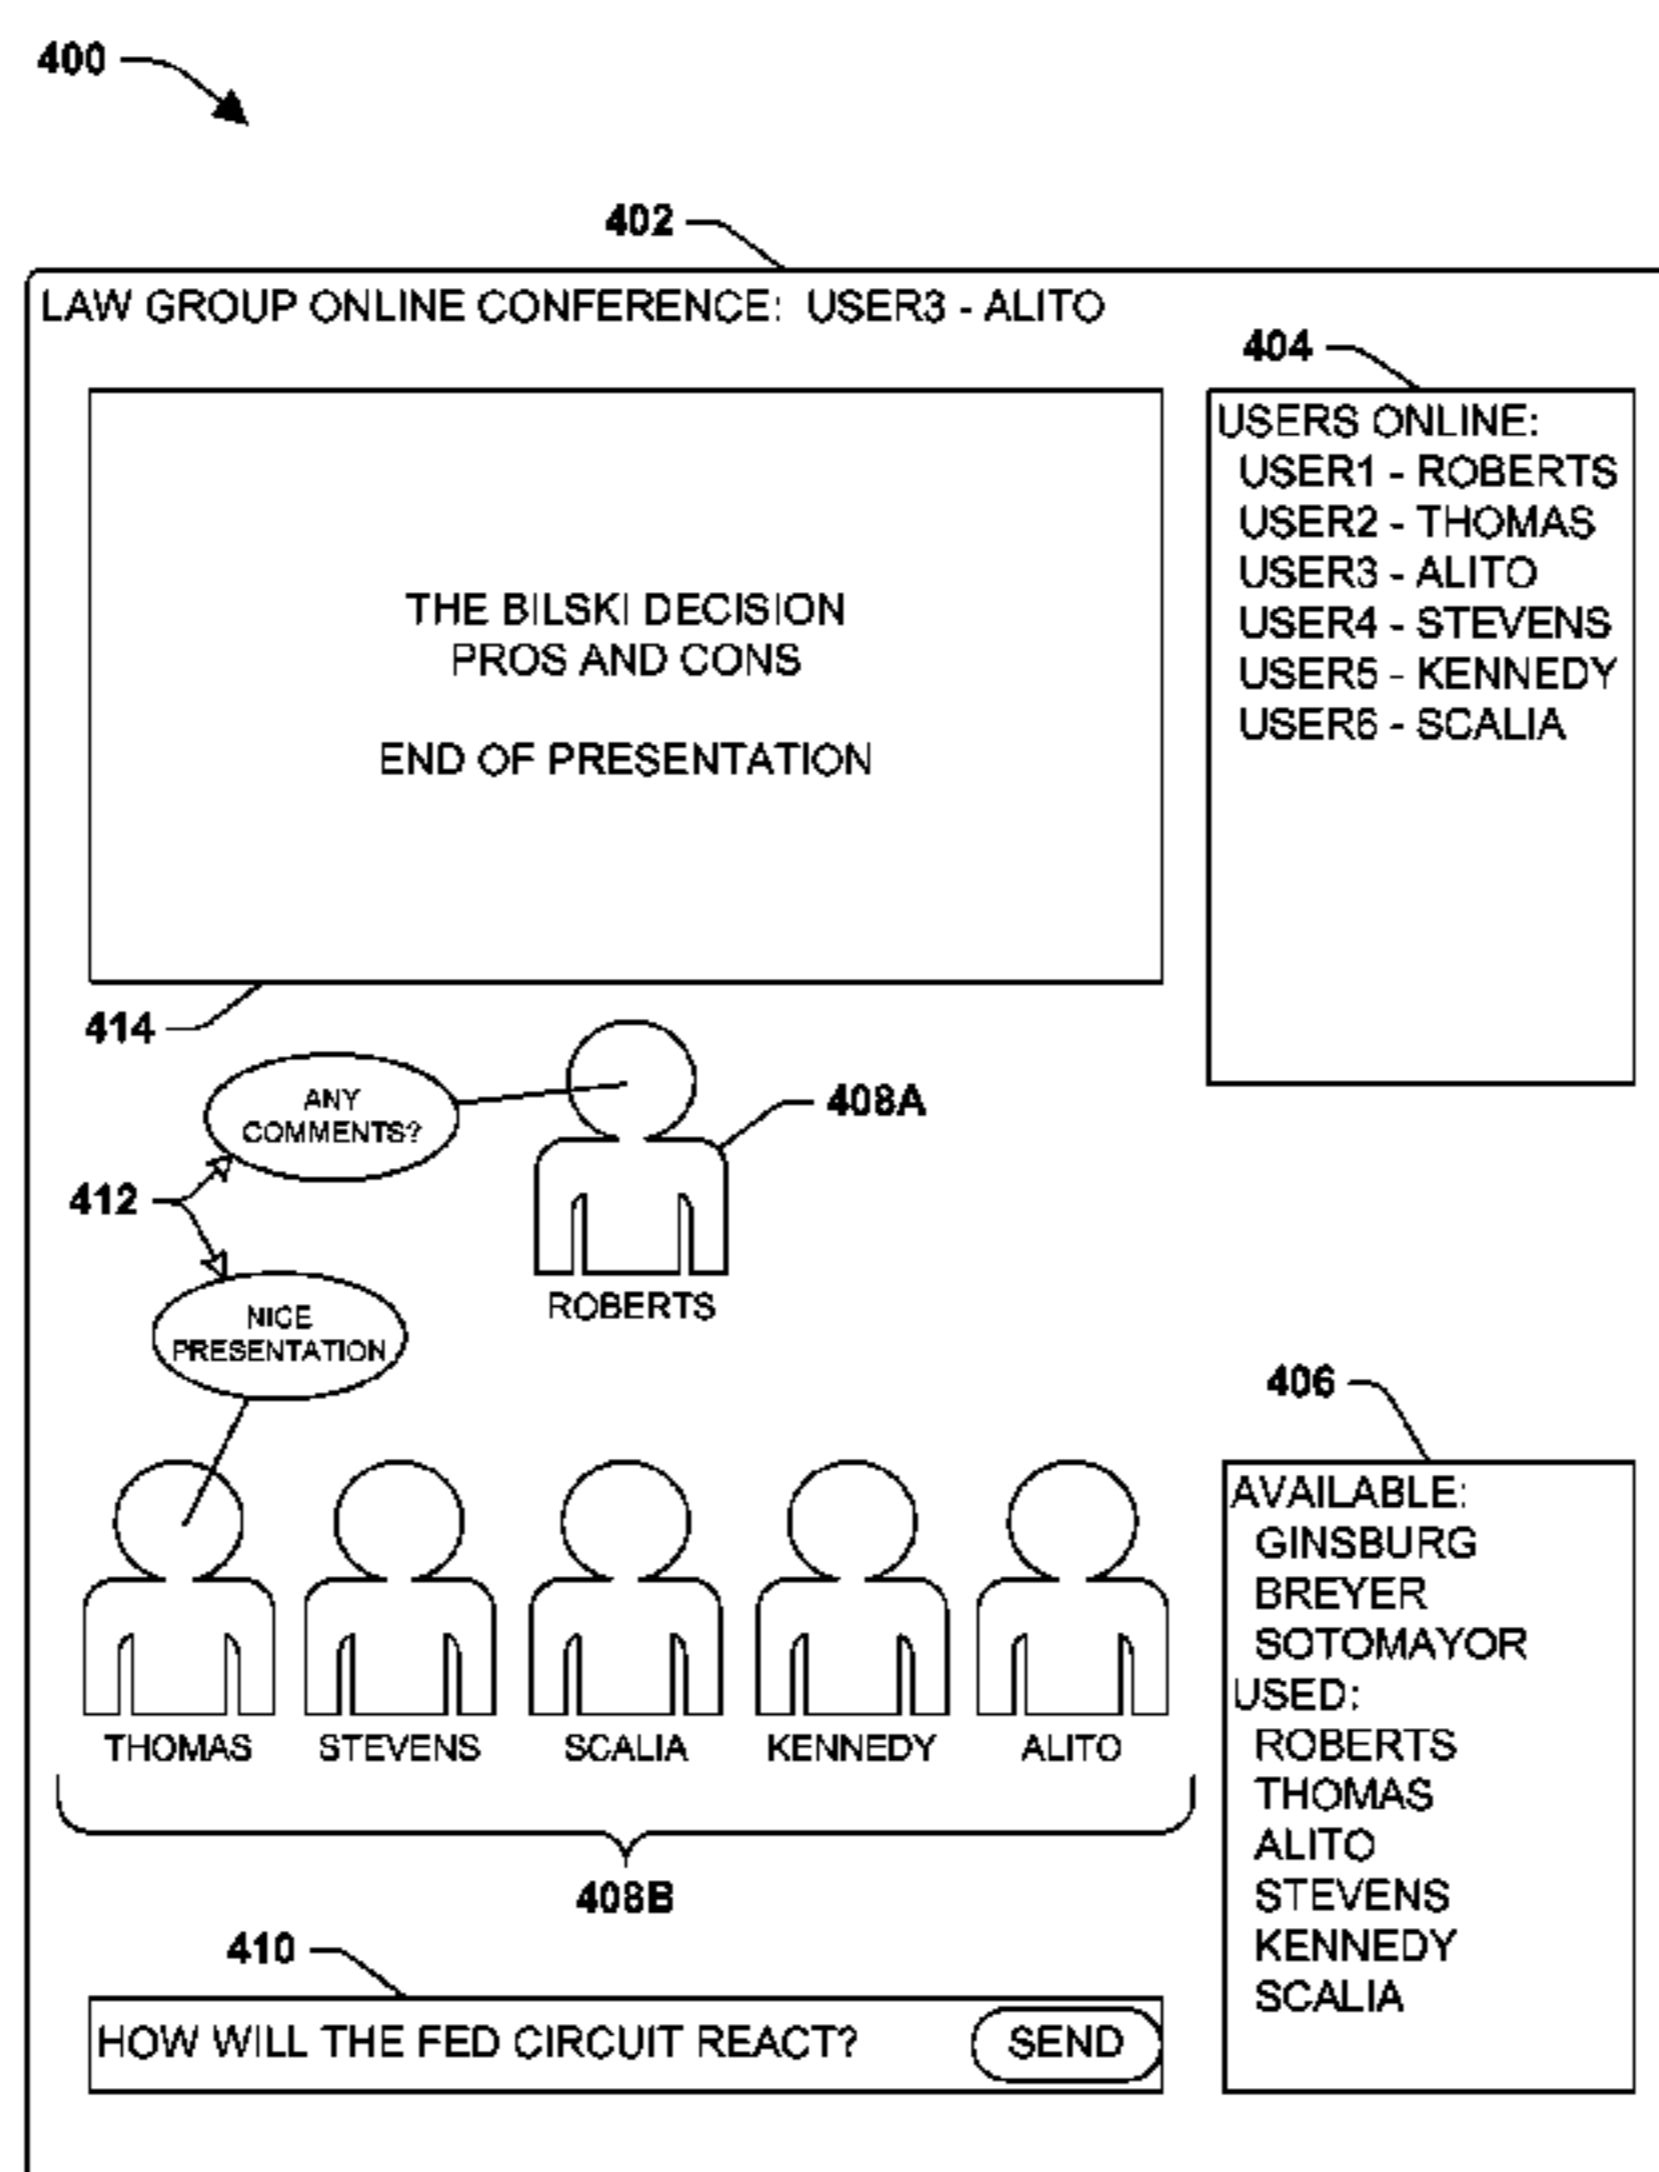 400
402
LAW GROUP ONLINE CONFERENCE: USER3 - ALITO
404
THE BILSKI DECISION
PROS AND CONS
END OF PRESENTATION
USERS ONLINE:
USER1 - ROBERTS
USER2 - THOMAS
USER3 - ALITO
USER4 - STEVENS
USER5 - KENNEDY
USER6 - SCALIA
414
ANY
COMMENTS?
408A
412
ROBERTS
NICE
PRESENTATION
406
THOMAS
STEVENS
SCALIA
KENNEDY
ALITO
408B
AVAILABLE:
GINSBURG
BREYER
SOTOMAYOR
USED:
ROBERTS
THOMAS
ALITO
STEVENS
KENNEDY
SCALIA
410
HOW WILL THE FED CIRCUIT REACT?
SEND